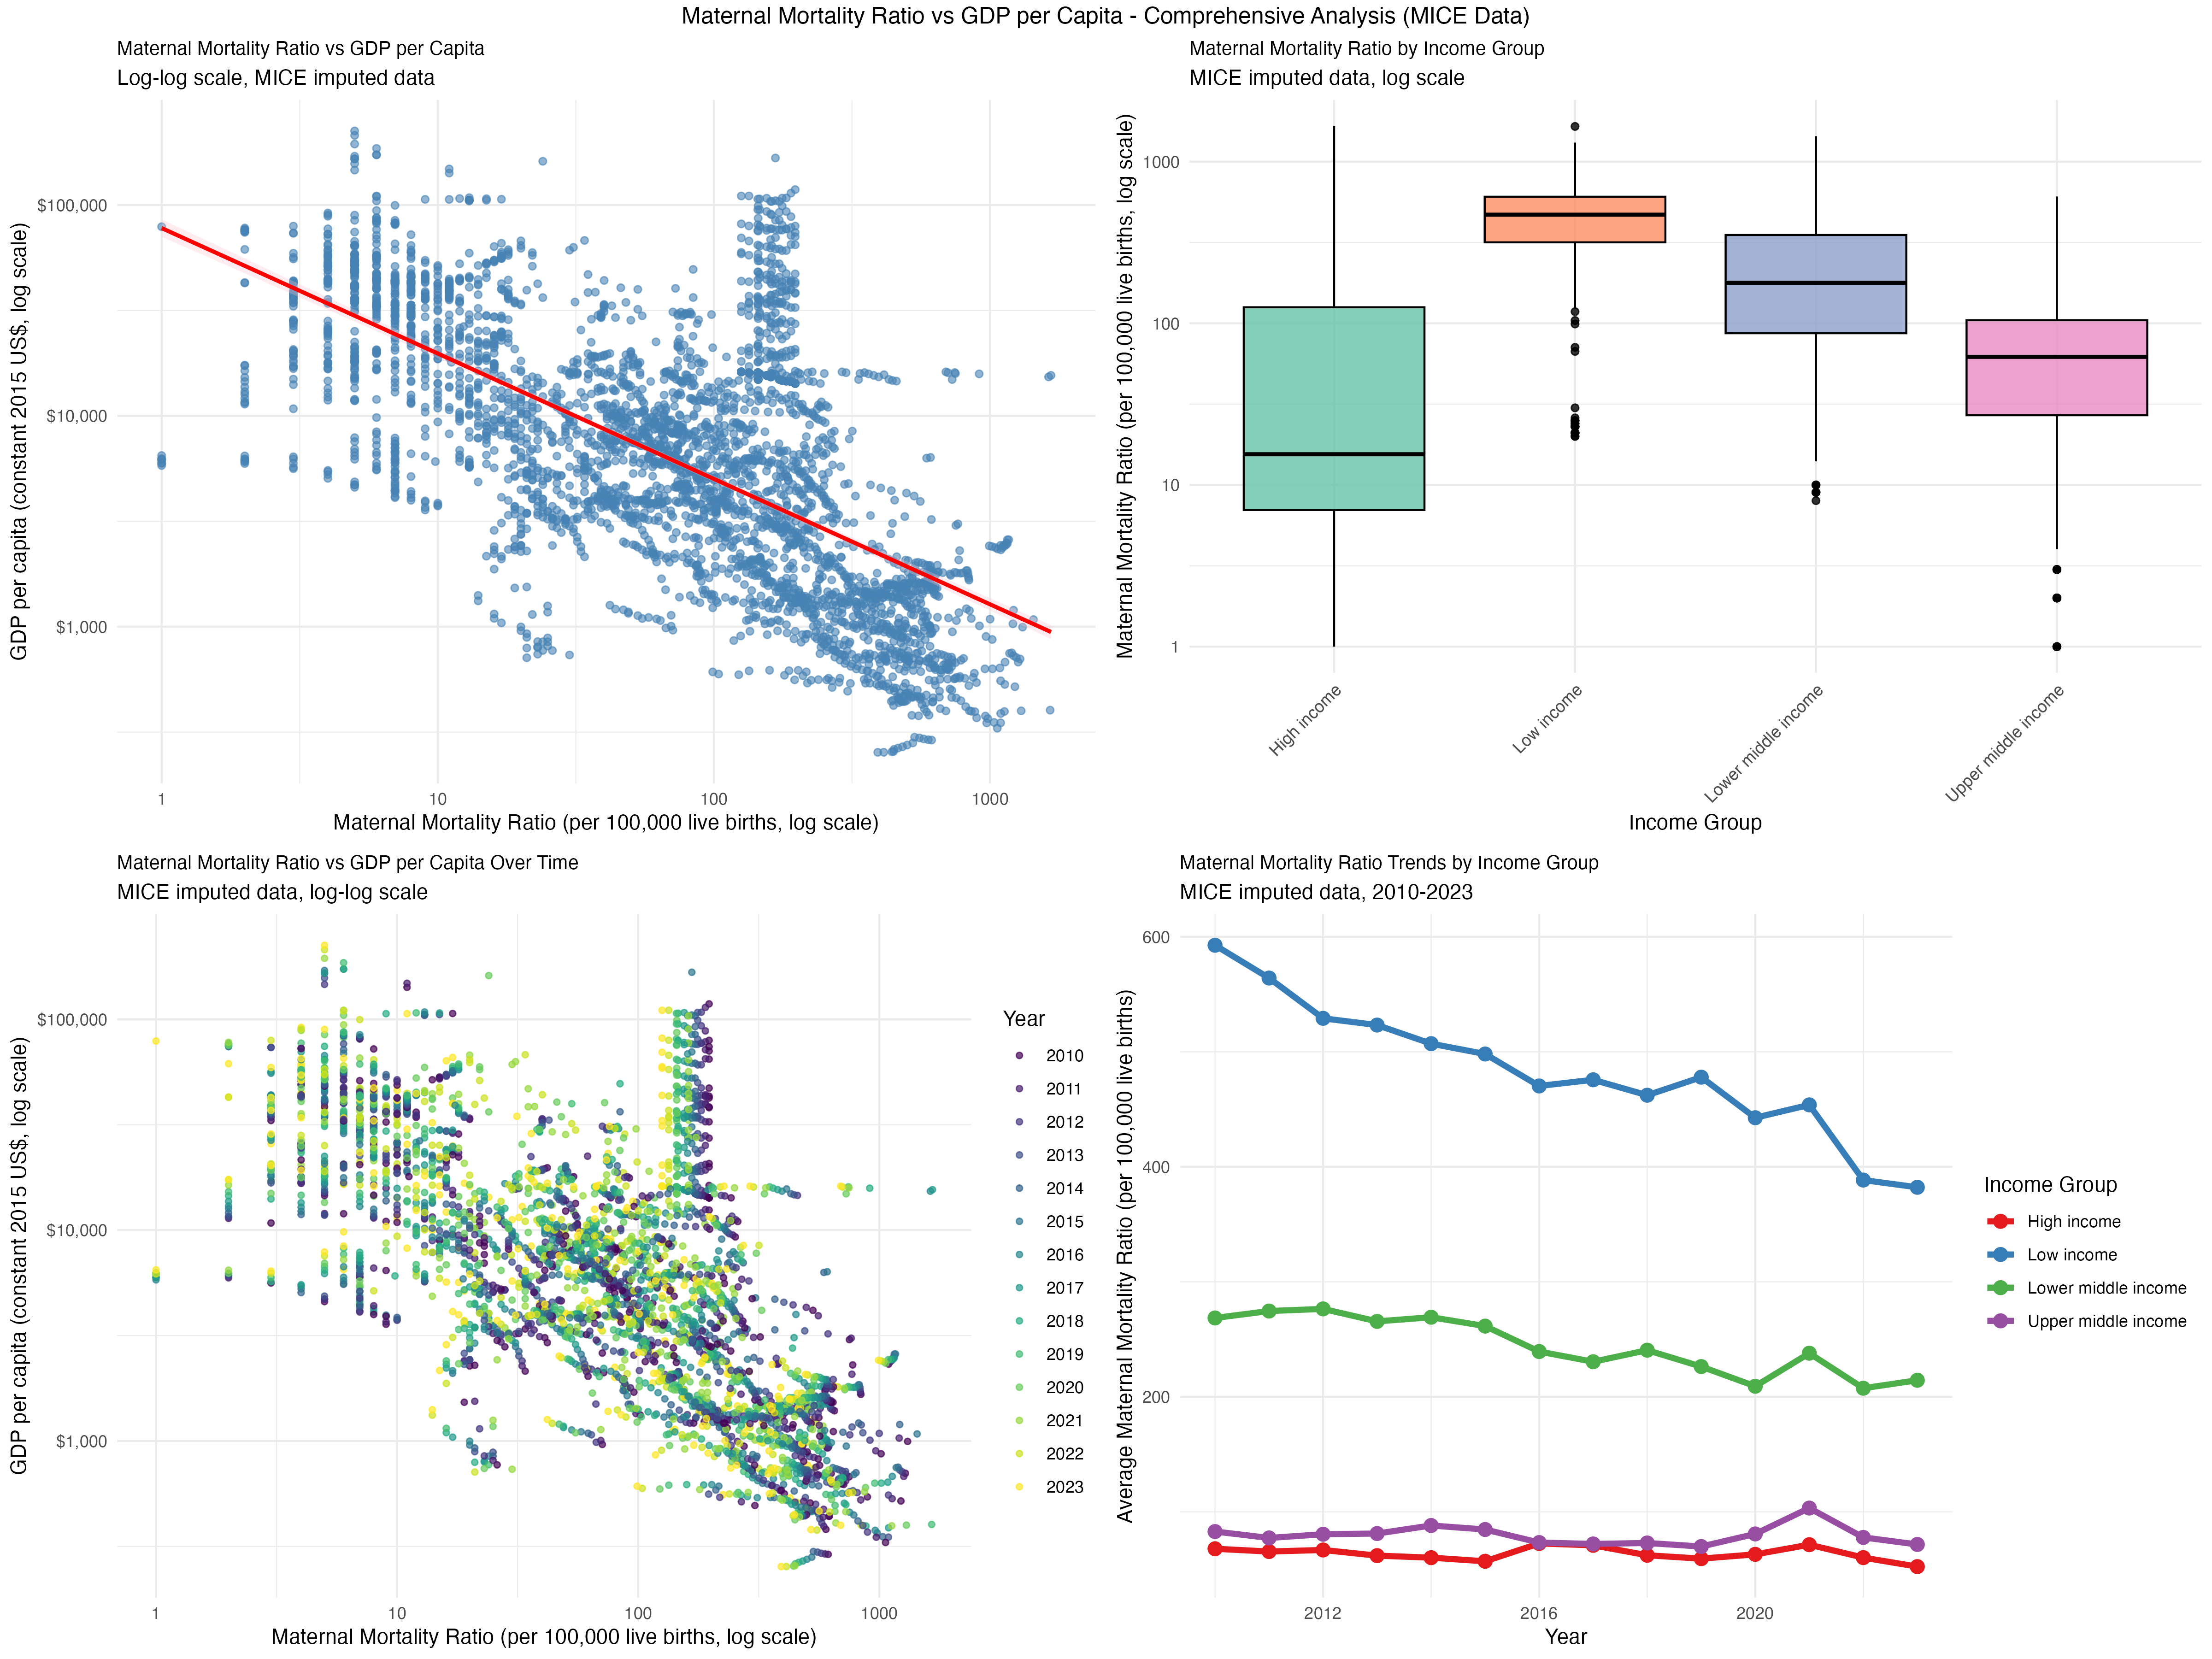 Maternal Mortality Ratio vs GDP per Capita - Comprehensive Analysis (MICE Data)
Maternal Mortality Ratio vs GDP per Capita
Log-log scale, MICE imputed data
GDP per capita (constant 2015 US$, log scale)
$100,000
$10,000
$1,000
1
10
100
1000
Maternal Mortality Ratio (per 100,000 live births, log scale)
Maternal Mortality Ratio by Income Group
MICE imputed data, log scale
Maternal Mortality Ratio (per 100,000 live births, log scale)
1000
100
10
1
High income
Low income
Lower middle income
Upper middle income
Income Group
Maternal Mortality Ratio vs GDP per Capita Over Time
MICE imputed data, log-log scale
GDP per capita (constant 2015 US$, log scale)
$100,000
$10,000
$1,000
1
10
100
1000
Maternal Mortality Ratio (per 100,000 live births, log scale)
Year
2010
2011
2012
2013
2014
2015
2016
2017
2018
2019
2020
2021
2022
2023
Maternal Mortality Ratio Trends by Income Group
MICE imputed data, 2010-2023
Average Maternal Mortality Ratio (per 100,000 live births)
600
400
200
2012
2016
2020
Year
Income Group
High income
Low income
Lower middle income
Upper middle income